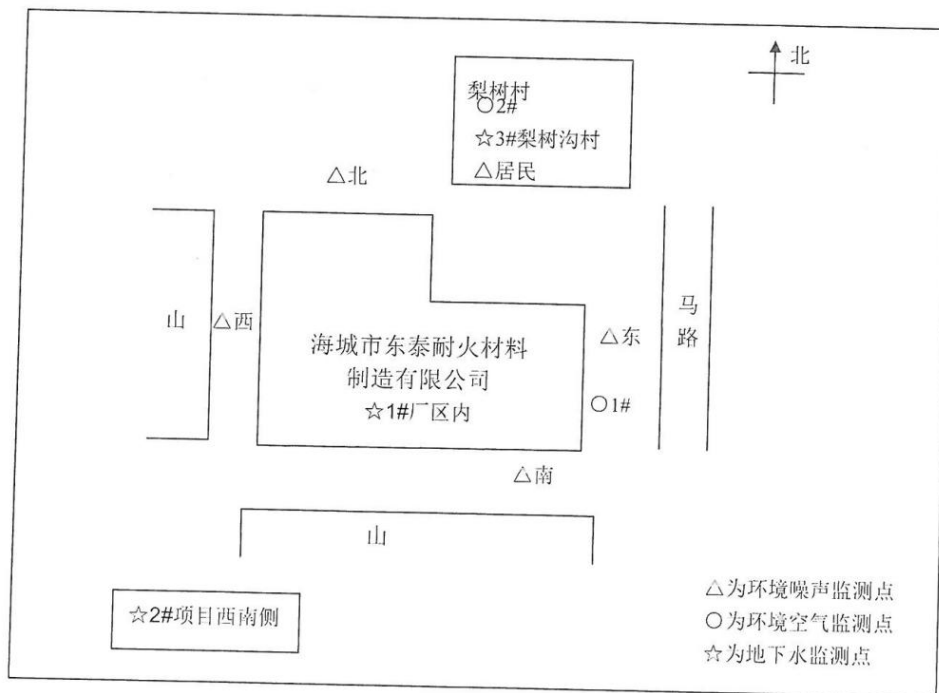 北
梨树村
○2#
☆3#梨树沟村
△居民
△北
山
△西
海城市东泰耐火材料
制造有限公司
☆1#厂区内
△东
○1#
马
路
△南
山
☆2#项目西南侧
△为环境噪声监测点
○为环境空气监测点
☆为地下水监测点